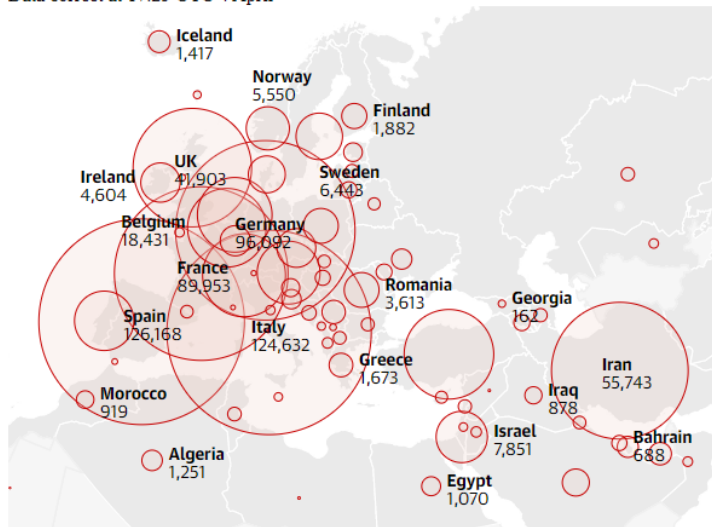 Iceland
1,417
Norway
5,550
Finland
1,882
UK
41,903
Ireland
4,604
Sweden
6,443
Belgium
18,431
Germany
96,092
France
89,953
Romania
3,613
Georgia
162
Spain
126,168
Italy
124,632
Iran
55,743
Greece
1,673
Morocco
919
Iraq
878
Israel
7,851
Bahrain
688
Algeria
1,251
Egypt
1,070